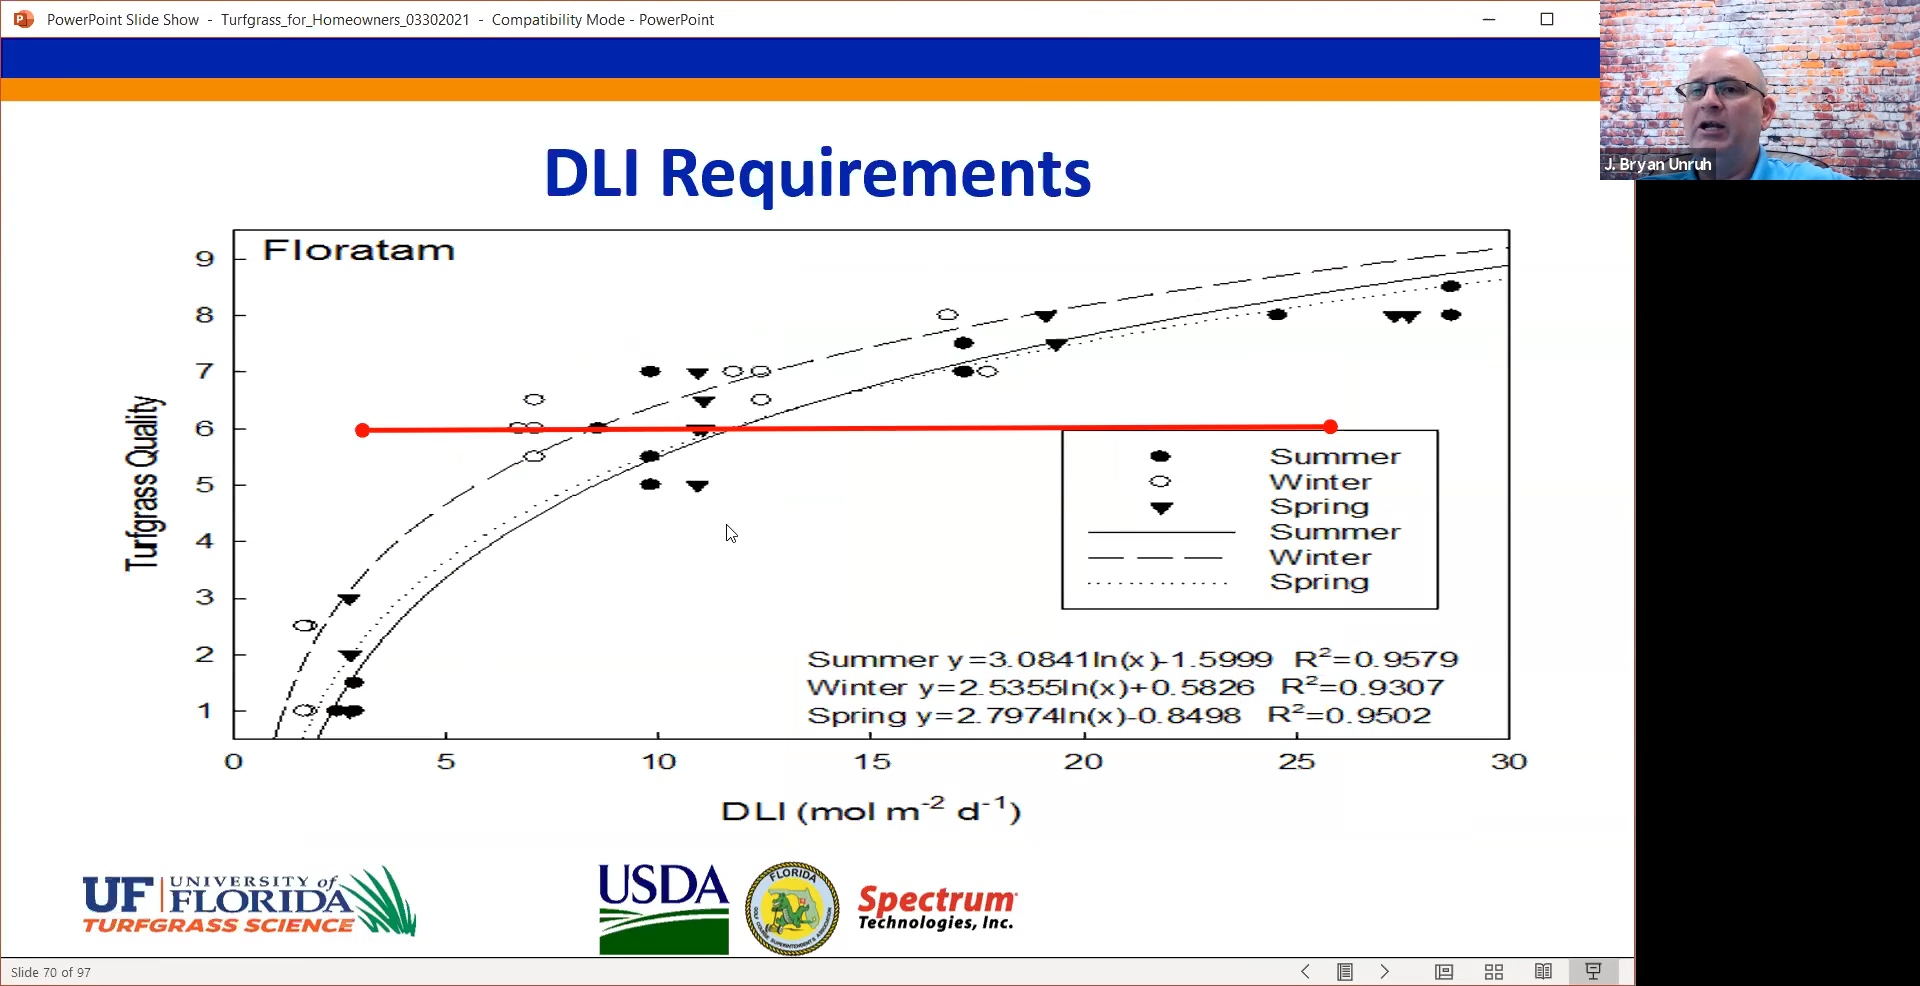 PowerPoint Slide Show - Turfgrass_for_Homeowners_03302021 - Compatibility Mode - PowerPoint
J. Bryan Unruh
DLI Requirements
Floratam
9
8
7
6
5
4
3
2
1
Turfgrass Quality
Summer
Winter
Spring
Summer
Winter
Spring
Summer y=3.0841ln(x)-1.5999 R²=0.9579
Winter y=2.5355ln(x)+0.5826 R²=0.9307
Spring y=2.7974ln(x)-0.8498 R²=0.9502
0 5 10 15 20 25 30
DLI (mol m⁻² d⁻¹)
UF UNIVERSITY of
FLORIDA
TURFGRASS SCIENCE
USDA
FLORIDA
Spectrum
Technologies, Inc.
Slide 70 of 97